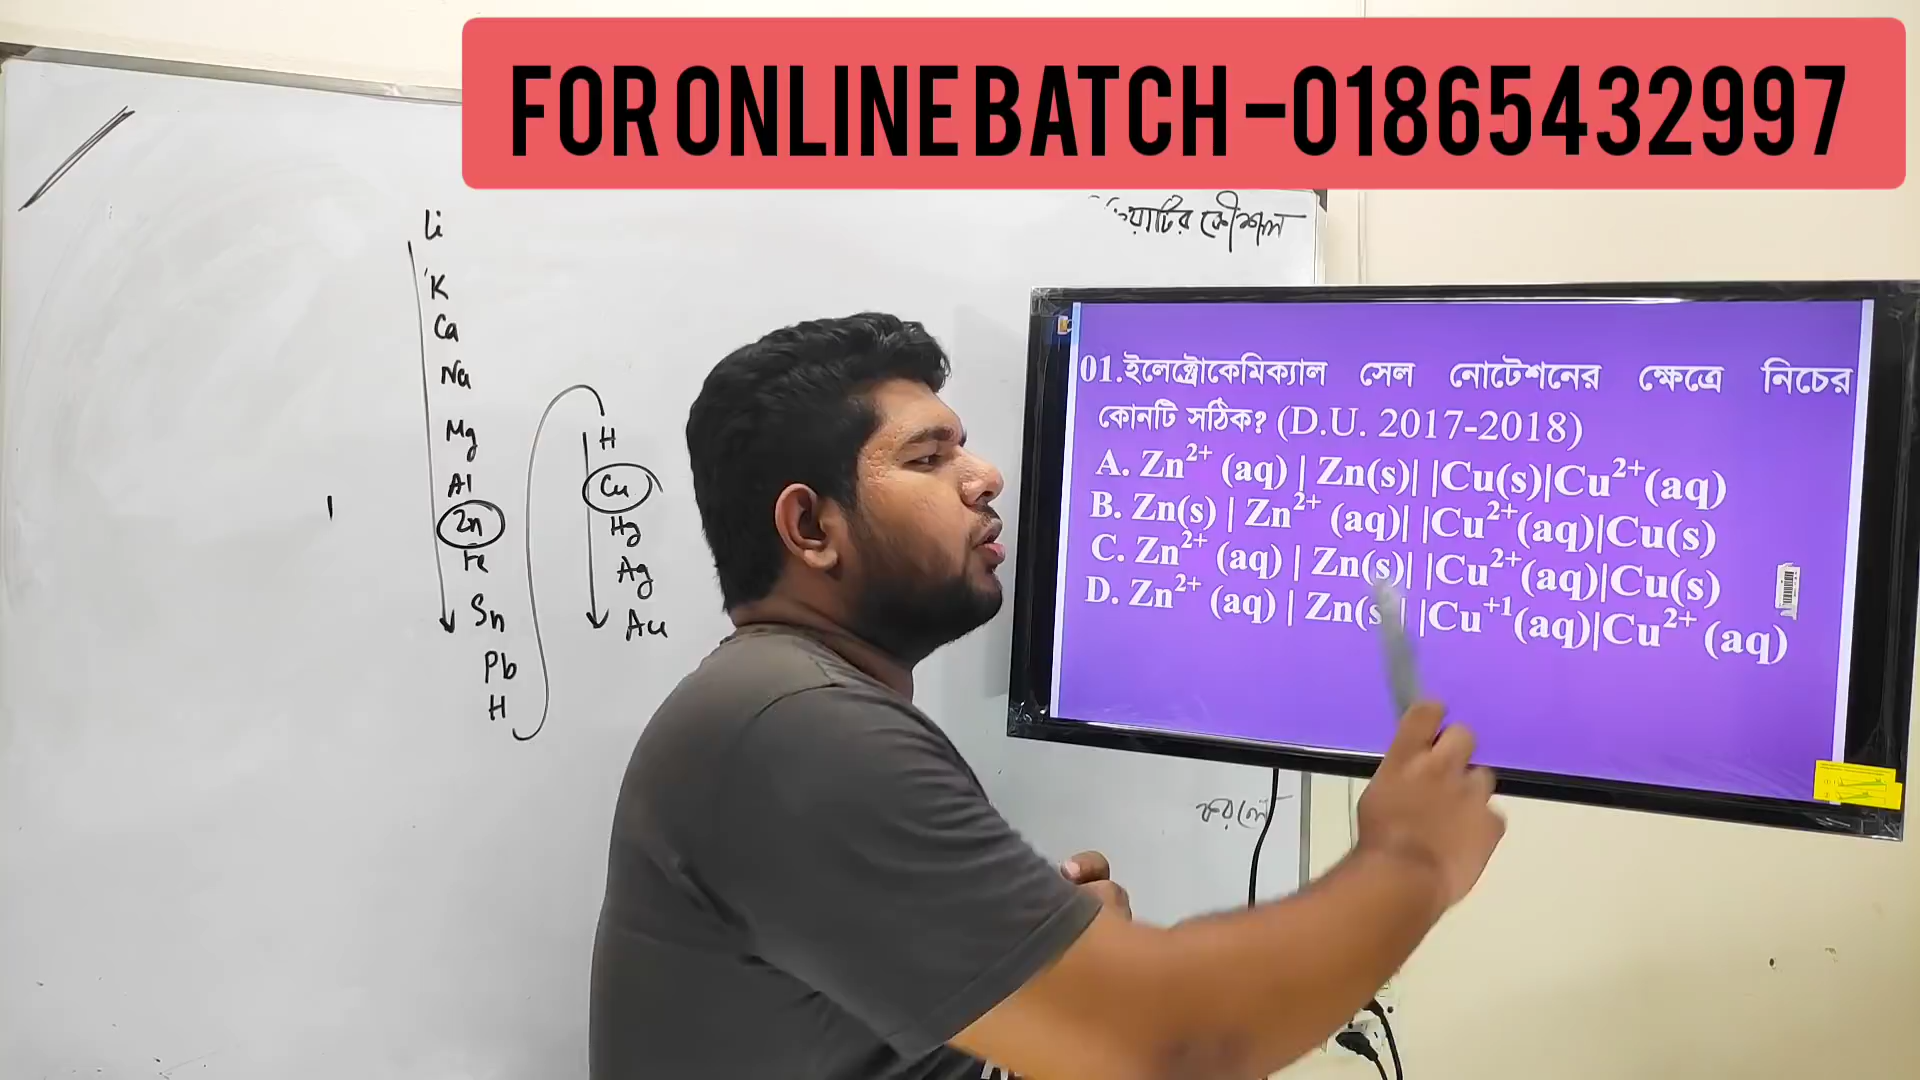 FOR ONLINE BATCH -01865432997
য়াটির কৌশল
Li
K
Ca
Na
Mg
Al
Zn
Fe
Sn
Pb
H
H
Cu
Hg
Ag
Au
01.ইলেক্ট্রোকেমিক্যাল সেল নোটেশনের ক্ষেত্রে নিচের
কোনটি সঠিক? (D.U. 2017-2018)
A. Zn²⁺ (aq) | Zn(s)| |Cu(s)|Cu²⁺(aq)
B. Zn(s) | Zn²⁺ (aq)| |Cu²⁺(aq)|Cu(s)
C. Zn²⁺ (aq) | Zn(s)| |Cu²⁺(aq)|Cu(s)
D. Zn²⁺ (aq) | Zn(s)| |Cu⁺¹(aq)|Cu²⁺ (aq)
করলে